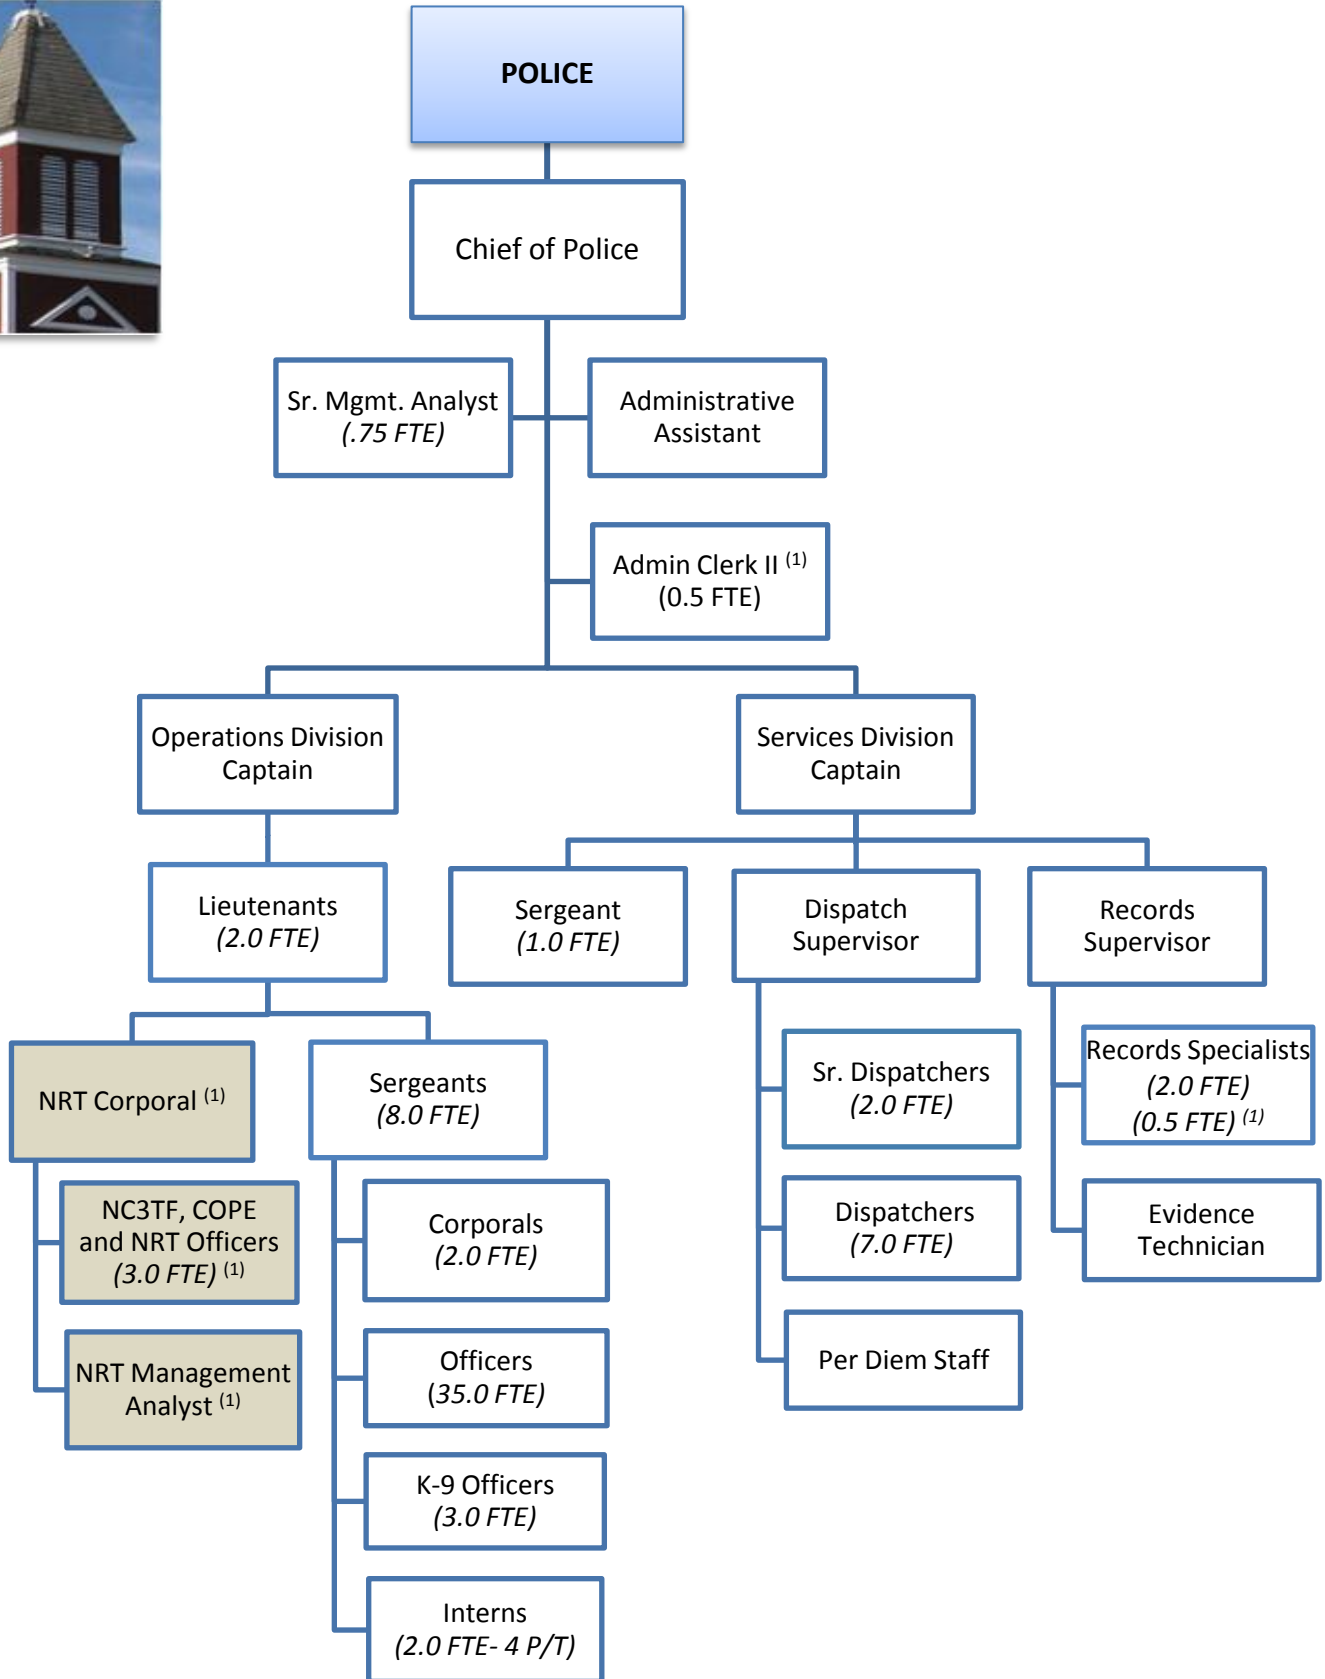 POLICE
Chief of Police
Sr. Mgmt. Analyst
(.75 FTE)
Administrative
Assistant
Admin Clerk II (1)
(0.5 FTE)
Operations Division
Captain
Services Division
Captain
Lieutenants
(2.0 FTE)
Sergeant
(1.0 FTE)
Dispatch
Supervisor
Records
Supervisor
NRT Corporal (1)
NC3TF, COPE
and NRT Officers
(3.0 FTE) (1)
NRT Management
Analyst (1)
Sergeants
(8.0 FTE)
Corporals
(2.0 FTE)
Officers
(35.0 FTE)
K-9 Officers
(3.0 FTE)
Interns
(2.0 FTE- 4 P/T)
Sr. Dispatchers
(2.0 FTE)
Dispatchers
(7.0 FTE)
Per Diem Staff
Records Specialists
(2.0 FTE)
(0.5 FTE) (1)
Evidence
Technician